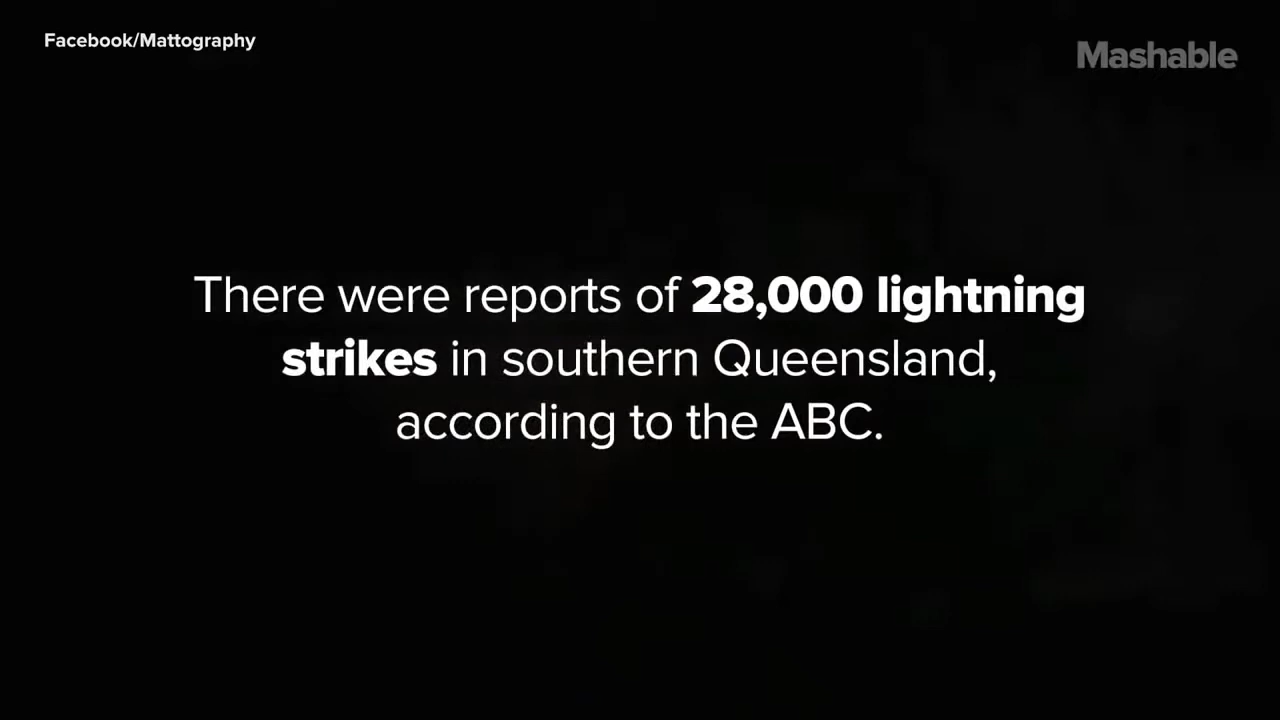 Facebook/Mattography
Mashable
There were reports of 28,000 lightning
strikes in southern Queensland,
according to the ABC.